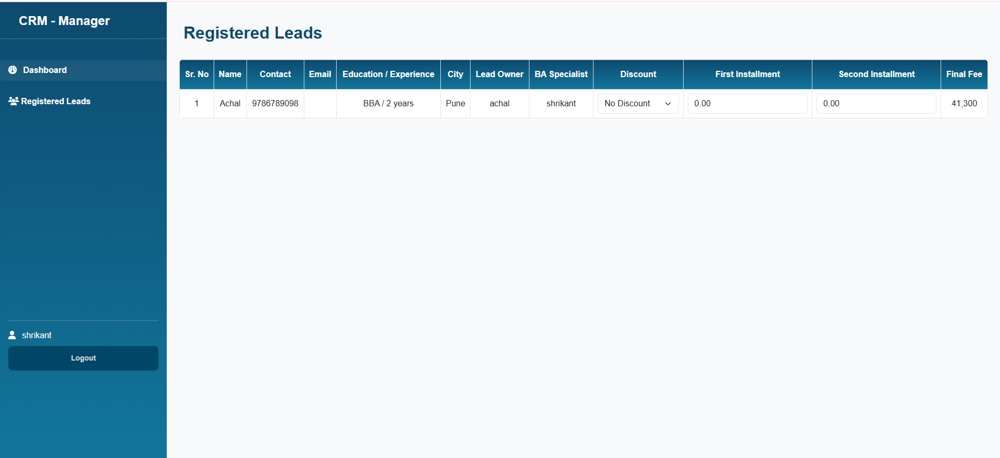 CRM - Manager
Dashboard
Registered Leads
shrikant
Logout
Registered Leads
Sr. No Name Contact Email Education / Experience City Lead Owner BA Specialist Discount First Installment Second Installment Final Fee
1 Achal 9786789098 BBA / 2 years Pune achal shrikant No Discount 0.00 0.00 41,300